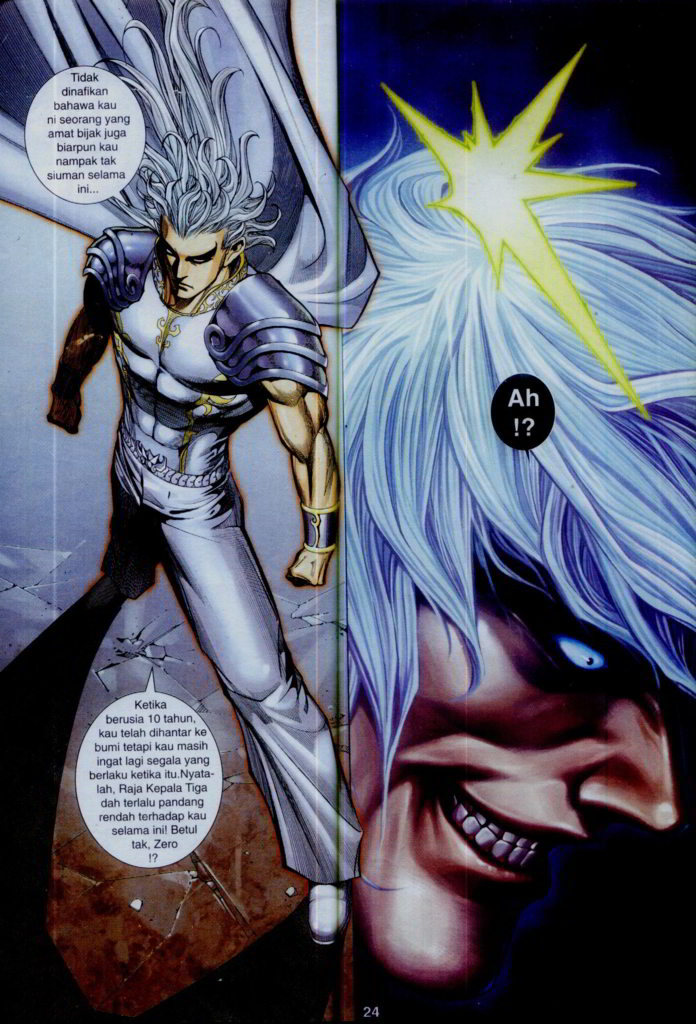 Tidak
dinafikan
bahawa kau
ni seorang yang
amat bijak juga
biarpun kau
nampak tak
siuman selama
ini...
Ah
!?
Ketika
berusia 10 tahun,
kau telah dihantar ke
bumi tetapi kau masih
ingat lagi segala yang
berlaku ketika itu.Nyata-
lah, Raja Kepala Tiga
dah terlalu pandang
rendah terhadap kau
selama ini! Betul
tak, Zero
!?
24